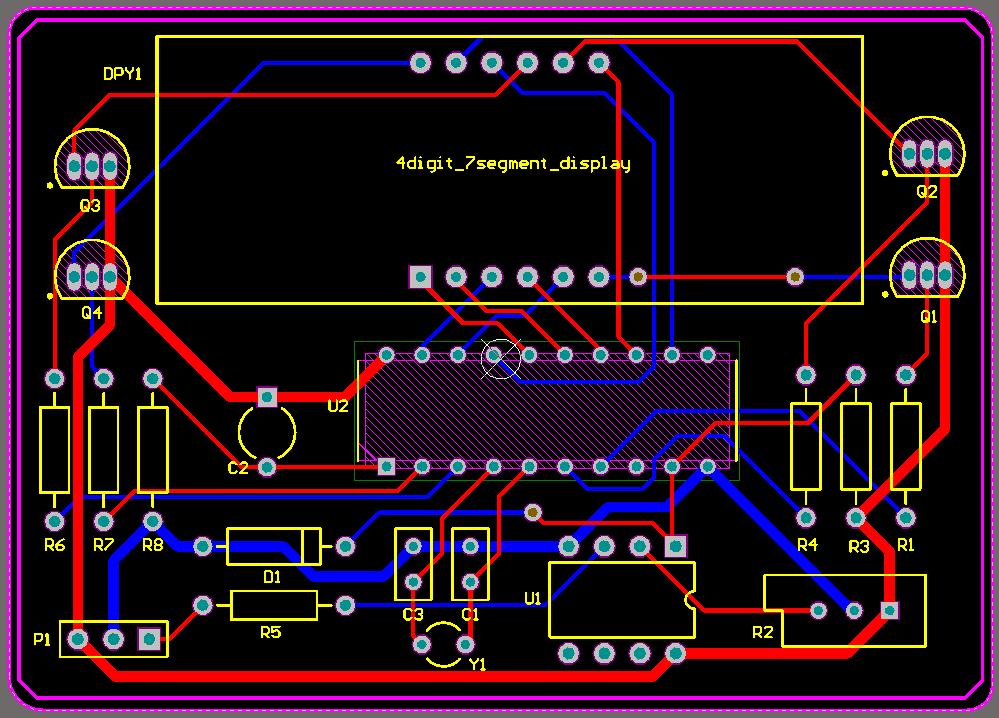 DPY1
4digit_7segment_display
Q3
Q2
Q4
Q1
U2
C2
R6
R7
R8
R4
R3
R1
D1
C3
C1
U1
R5
R2
P1
Y1